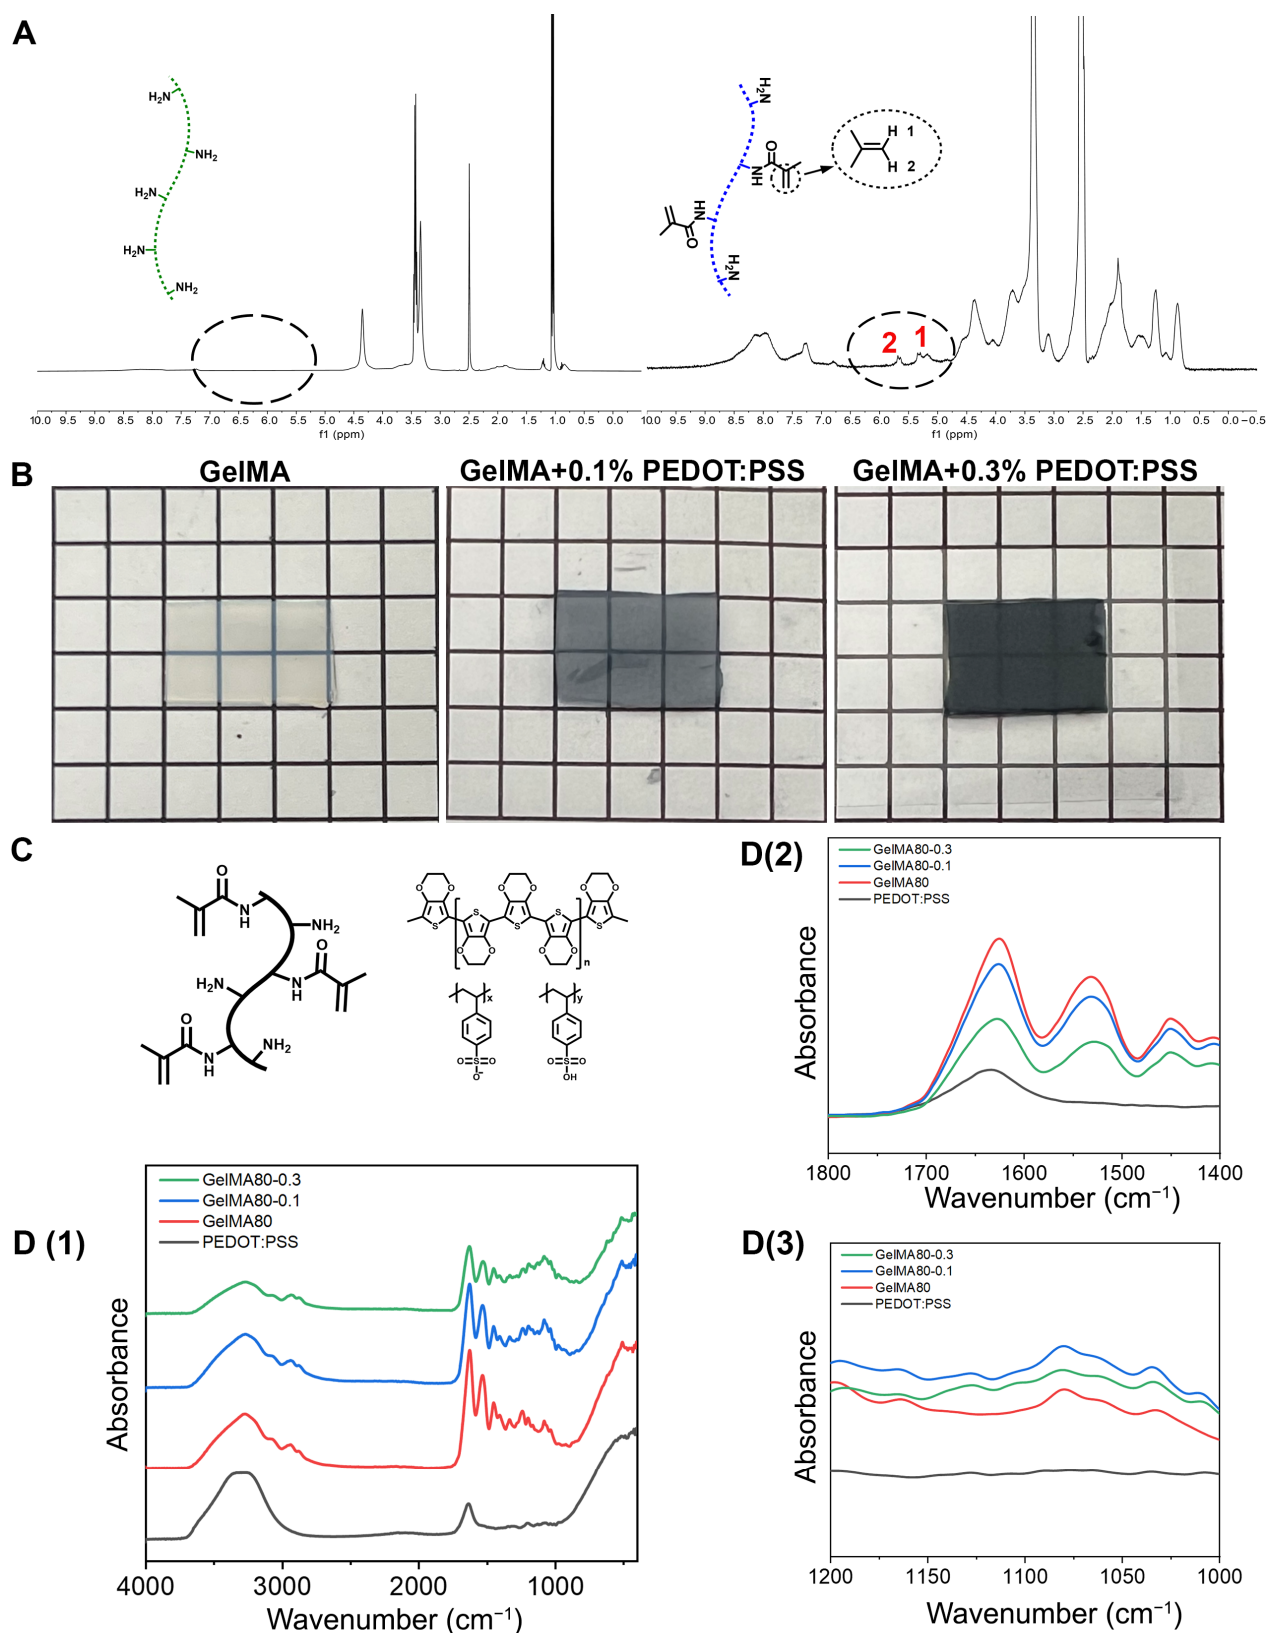 A
H₂N
NH₂
H₂N
H₂N
NH₂
10.0 9.5 9.0 8.5 8.0 7.5 7.0 6.5 6.0 5.5 5.0 4.5 4.0 3.5 3.0 2.5 2.0 1.5 1.0 0.5 0.0
f1 (ppm)
H₂N
O
NH
H 1
H 2
NH
O
H₂N
2 1
10.0 9.5 9.0 8.5 8.0 7.5 7.0 6.5 6.0 5.5 5.0 4.5 4.0 3.5 3.0 2.5 2.0 1.5 1.0 0.5 0.0 −0.5
f1 (ppm)
B
GelMA
GelMA+0.1% PEDOT:PSS
GelMA+0.3% PEDOT:PSS
C
O
N
H
NH₂
O
H₂N
N
H
O
N
H
NH₂
O O O O O O
S S S S S
O O O O
n
x y
O=S=O O=S=O
O⁻ OH
D(2)
GelMA80-0.3
GelMA80-0.1
GelMA80
PEDOT:PSS
Absorbance
1800 1700 1600 1500 1400
Wavenumber (cm⁻¹)
D (1)
GelMA80-0.3
GelMA80-0.1
GelMA80
PEDOT:PSS
Absorbance
4000 3000 2000 1000
Wavenumber (cm⁻¹)
D(3)
GelMA80-0.3
GelMA80-0.1
GelMA80
PEDOT:PSS
Absorbance
1200 1150 1100 1050 1000
Wavenumber (cm⁻¹)